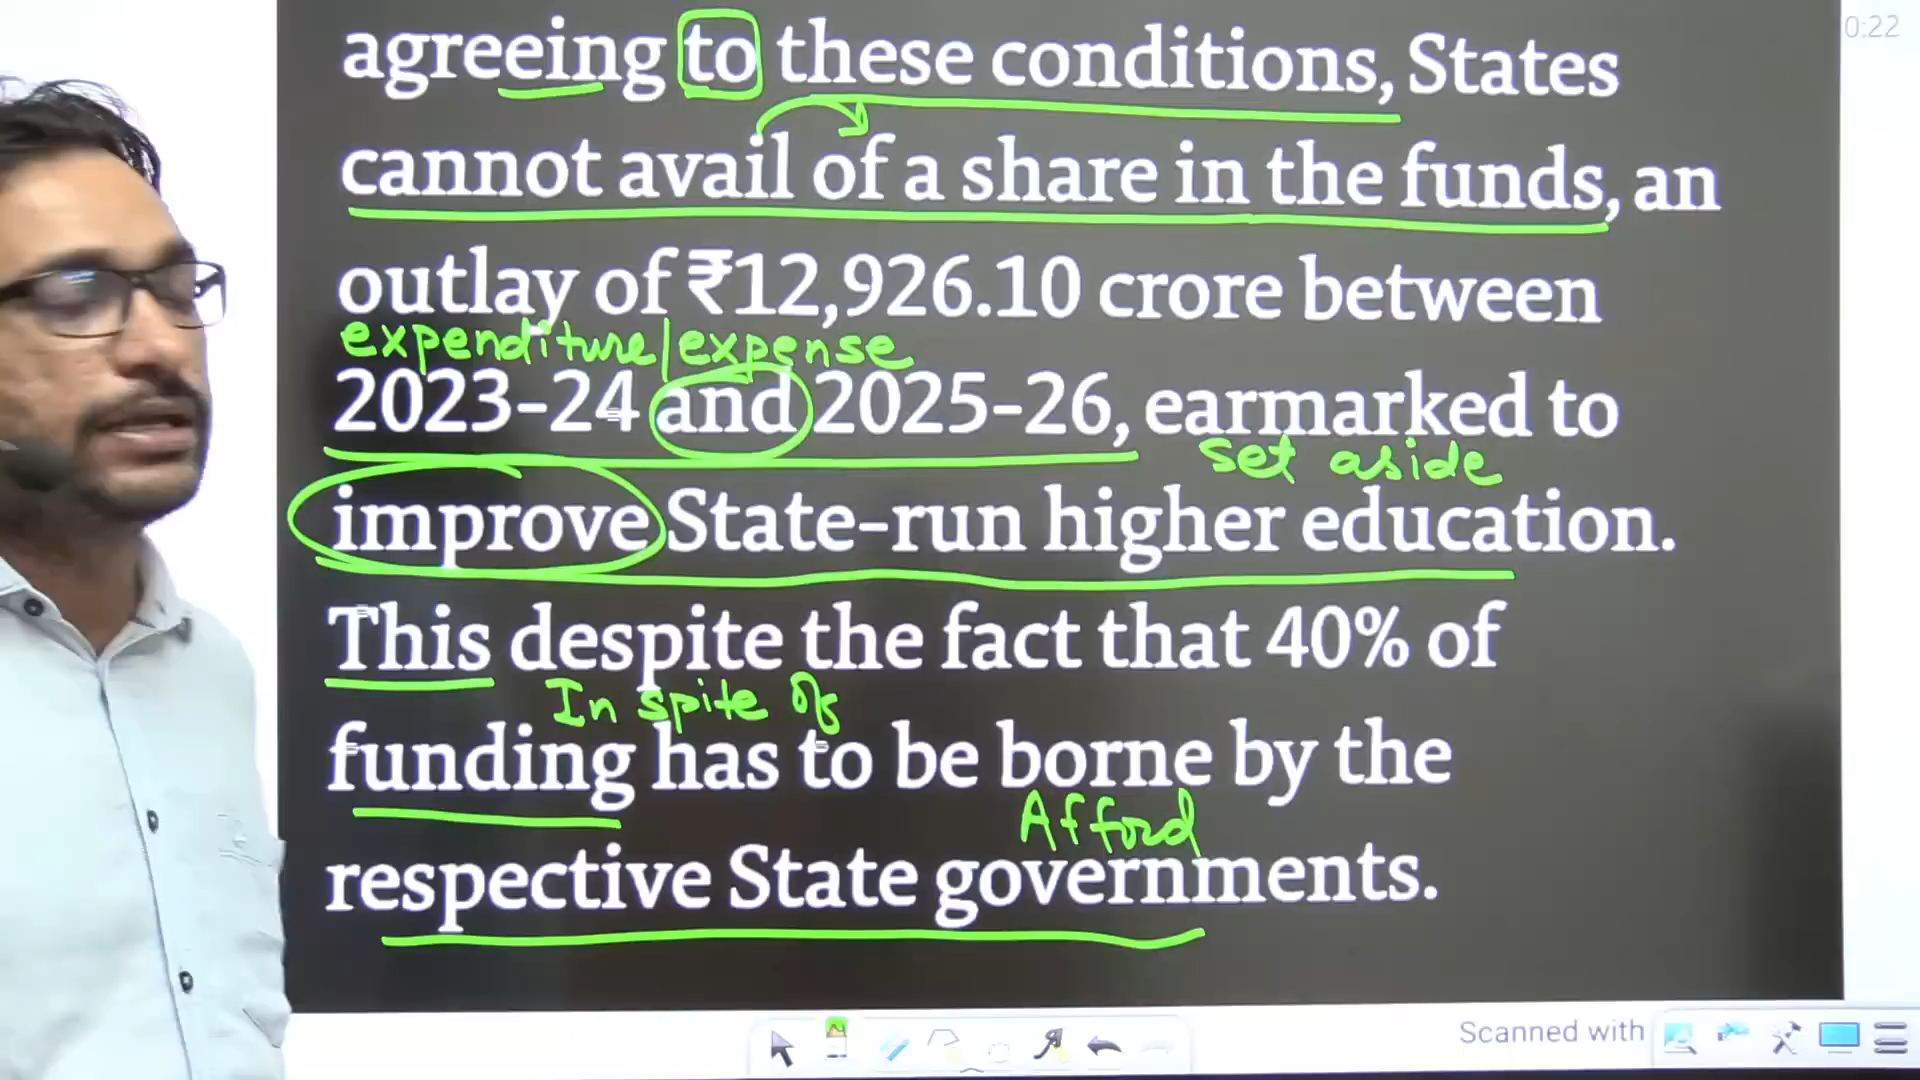 0:22
agreeing to these conditions, States
cannot avail of a share in the funds, an
outlay of ₹12,926.10 crore between
expenditure/expense
2023-24 and 2025-26, earmarked to
set aside
improve State-run higher education.
This despite the fact that 40% of
In spite of
funding has to be borne by the
Afford
respective State governments.
Scanned with